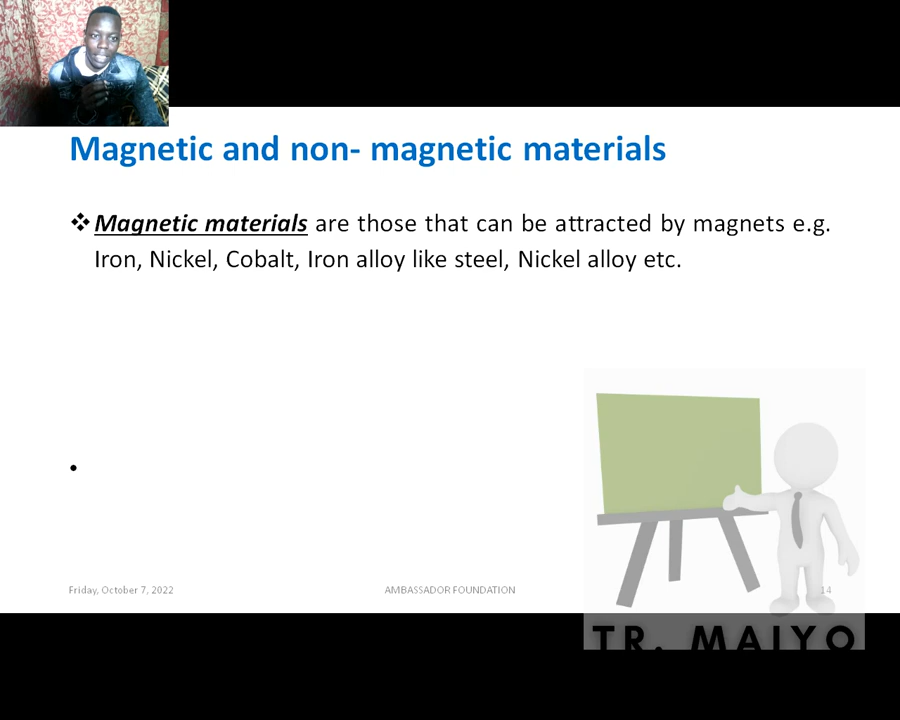 Magnetic and non- magnetic materials
❖Magnetic materials are those that can be attracted by magnets e.g.
Iron, Nickel, Cobalt, Iron alloy like steel, Nickel alloy etc.
•
Friday, October 7, 2022
AMBASSADOR FOUNDATION
14
TR. MAIYO